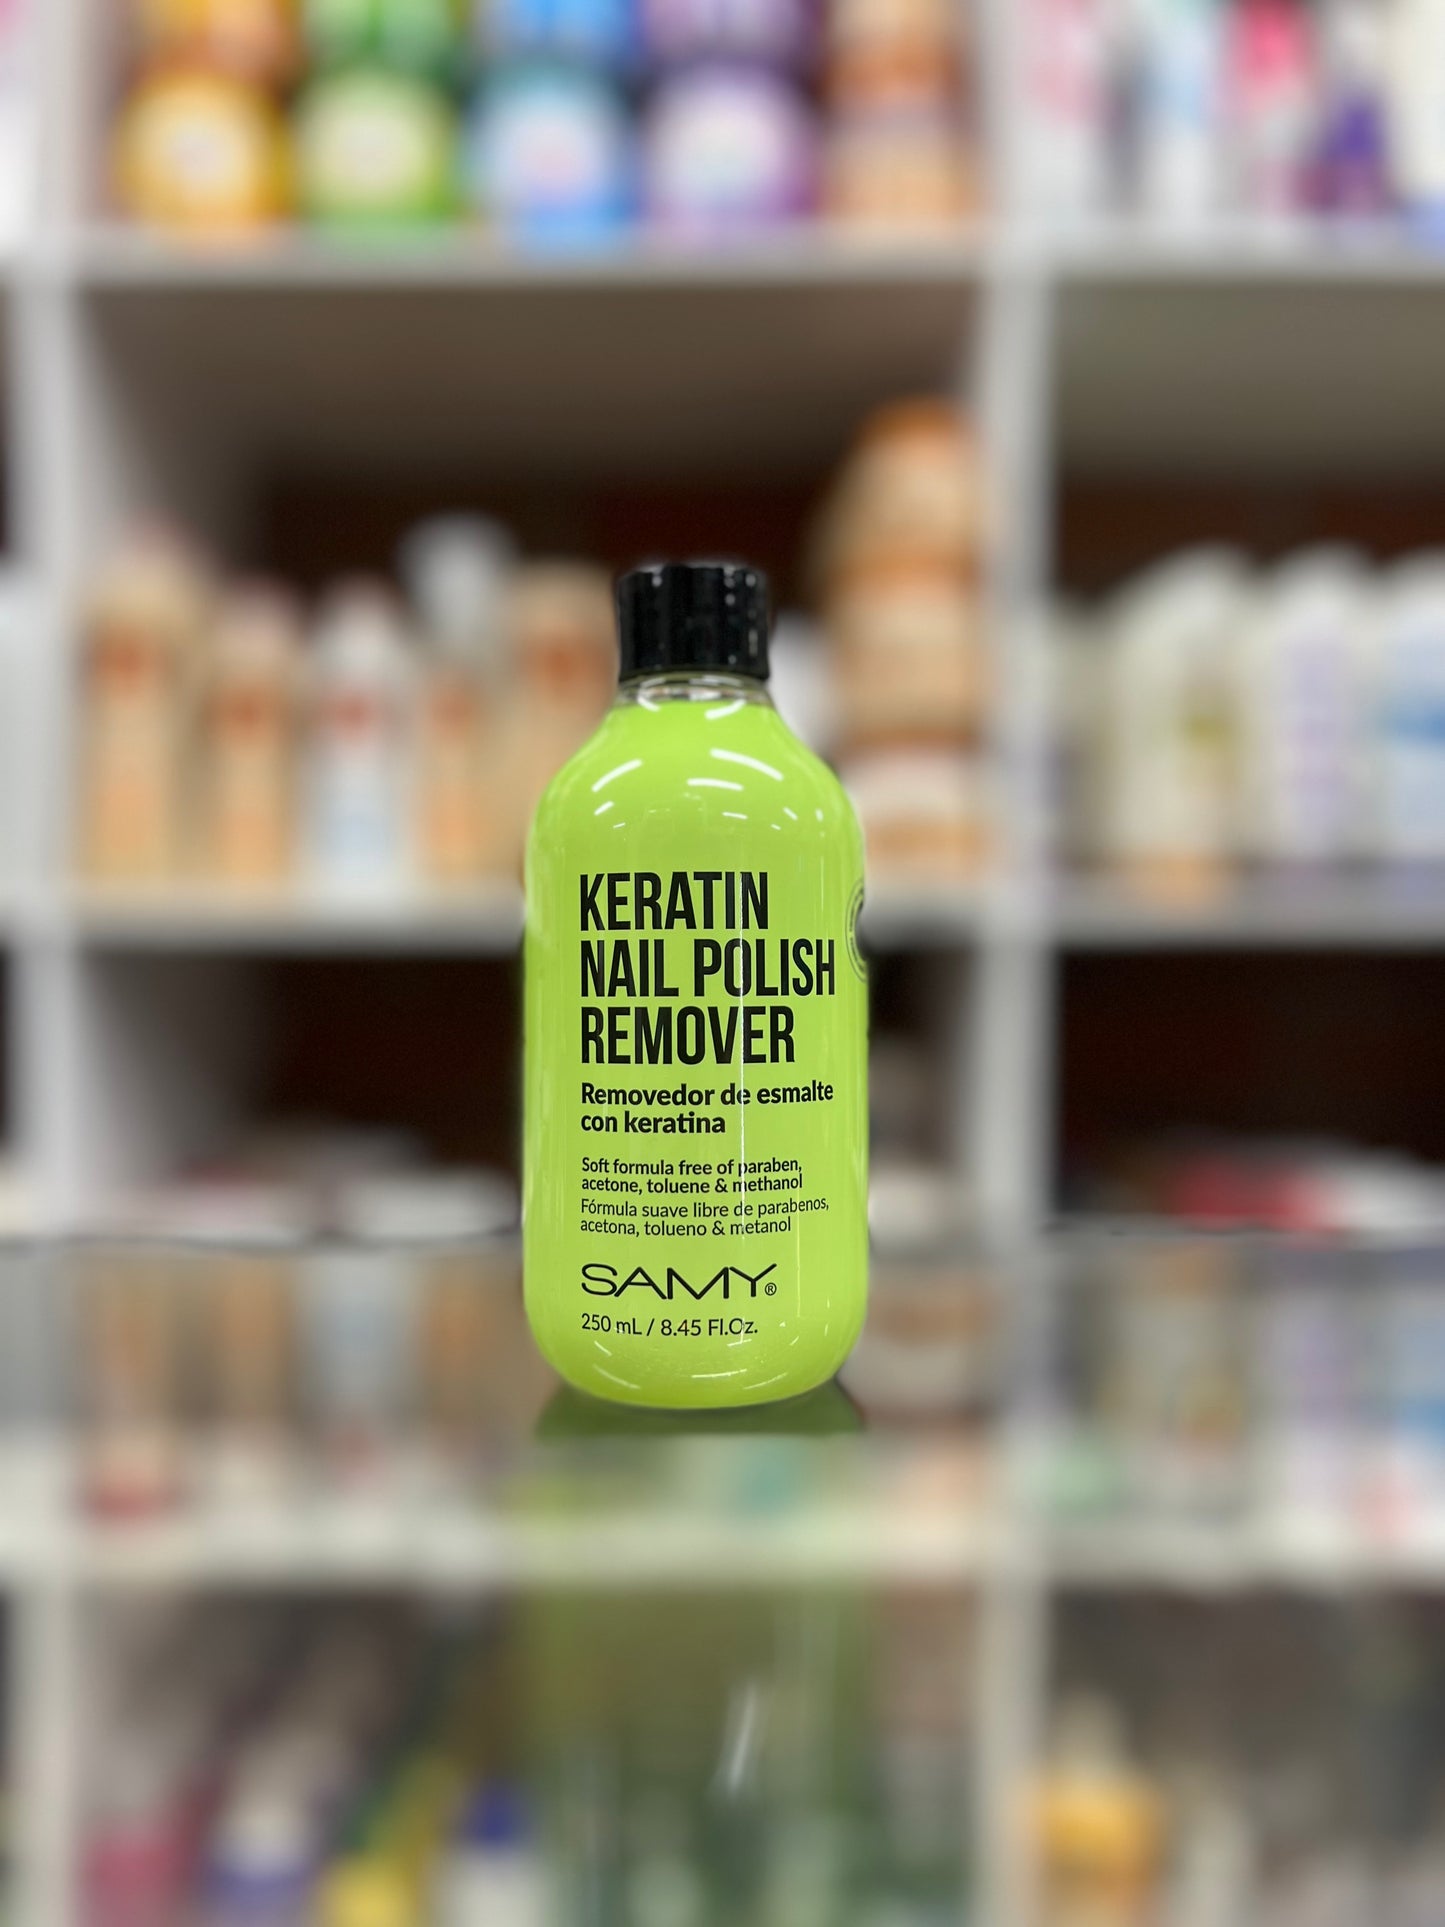 KERATIN
NAIL POLISH
REMOVER
Removedor de esmalte
con keratina
Soft formula free of paraben,
acetone, toluene & methanol
Fórmula suave libre de parabenos,
acetona, tolueno & metanol
SAMY®
250 mL / 8.45 Fl.Oz.